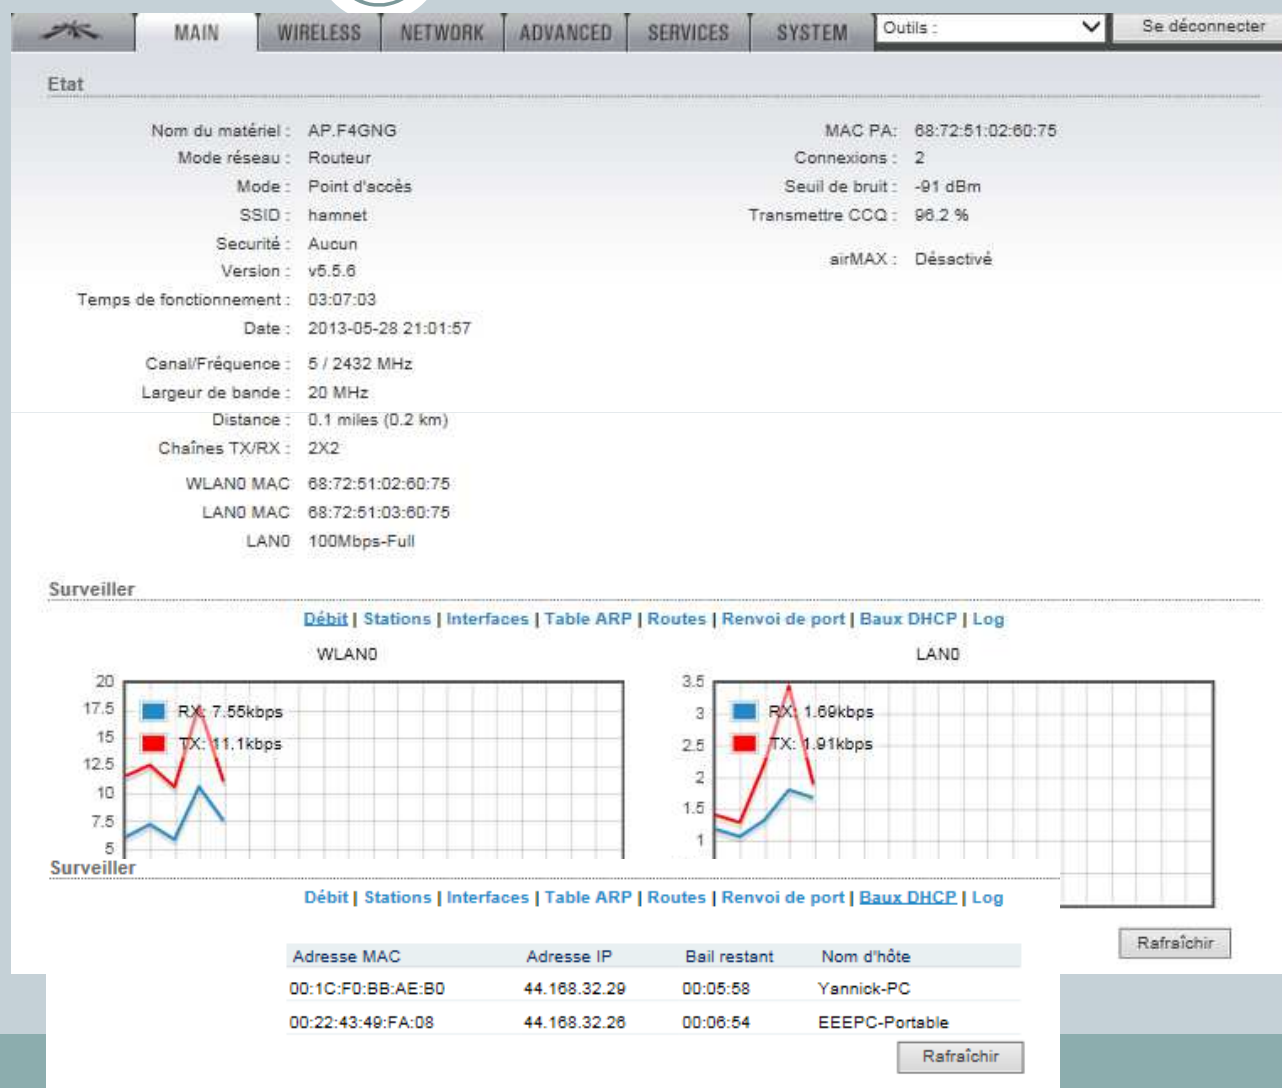 MAIN WIRELESS NETWORK ADVANCED SERVICES SYSTEM Outils : Se déconnecter
Etat
Nom du matériel : AP.F4GNG
Mode réseau : Routeur
Mode : Point d'accès
SSID : hamnet
Securité : Aucun
Version : v5.5.6
Temps de fonctionnement : 03:07:03
Date : 2013-05-28 21:01:57
Canal/Fréquence : 5 / 2432 MHz
Largeur de bande : 20 MHz
Distance : 0.1 miles (0.2 km)
Chaînes TX/RX : 2X2
WLAN0 MAC 68:72:51:02:60:75
LAN0 MAC 68:72:51:03:60:75
LAN0 100Mbps-Full
MAC PA: 68:72:51:02:60:75
Connexions : 2
Seuil de bruit : -91 dBm
Transmettre CCQ : 96.2 %
airMAX : Désactivé
Surveiller
Débit | Stations | Interfaces | Table ARP | Routes | Renvoi de port | Baux DHCP | Log
WLAN0
20
17.5
15
12.5
10
7.5
5
RX: 7.55kbps
TX: 11.1kbps
LAN0
3.5
3
2.5
2
1.5
1
RX: 1.69kbps
TX: 1.91kbps
Rafraîchir
Surveiller
Débit | Stations | Interfaces | Table ARP | Routes | Renvoi de port | Baux DHCP | Log
Adresse MAC Adresse IP Bail restant Nom d'hôte
00:1C:F0:BB:AE:B0 44.168.32.29 00:05:58 Yannick-PC
00:22:43:49:FA:08 44.168.32.26 00:06:54 EEEPC-Portable
Rafraîchir